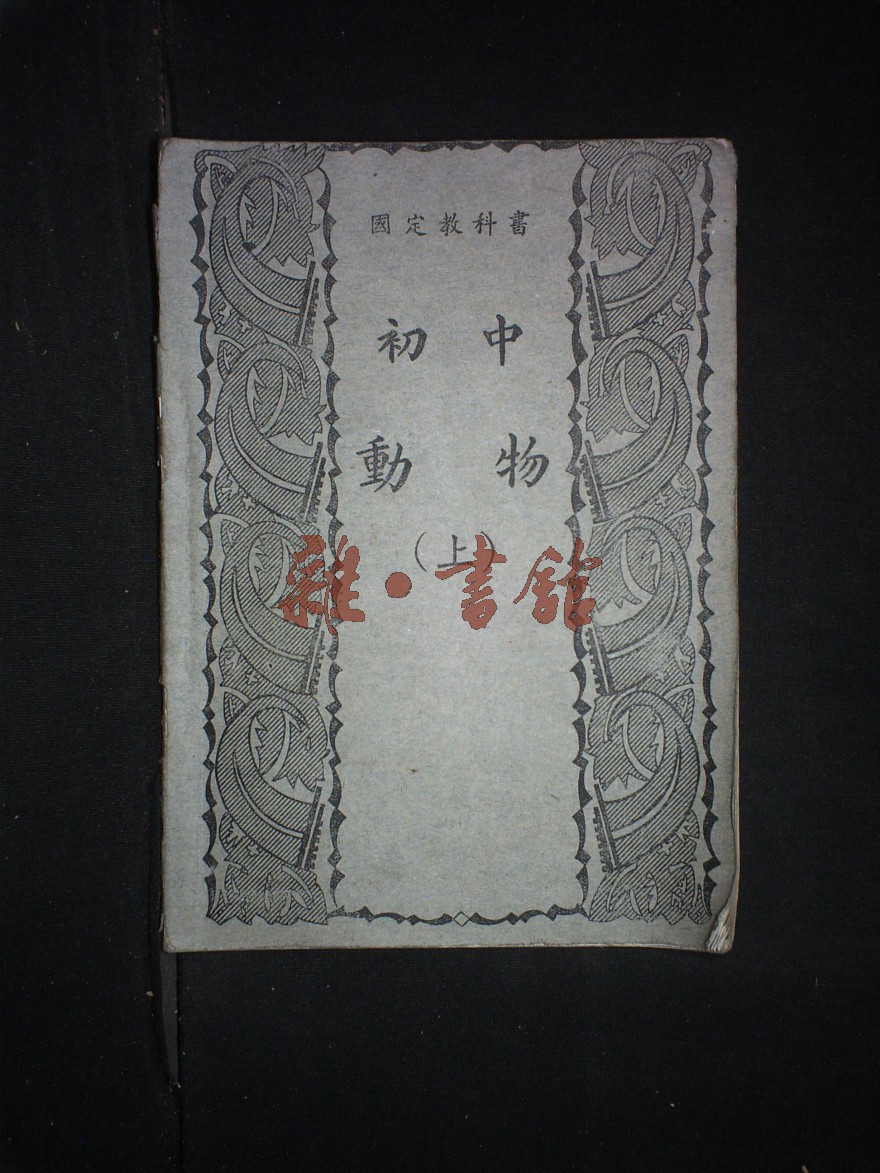 國定教科書
初中
動物
（上）
雜·書館